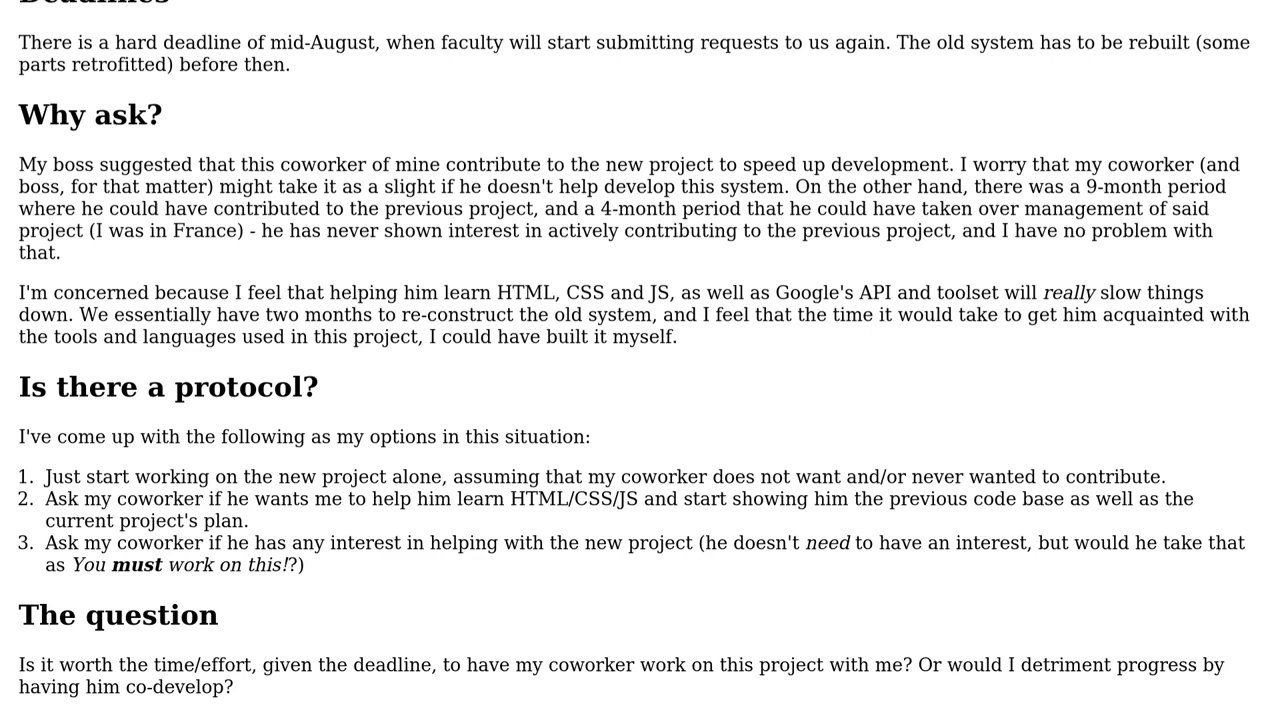 Deadlines
There is a hard deadline of mid-August, when faculty will start submitting requests to us again. The old system has to be rebuilt (some
parts retrofitted) before then.
Why ask?
My boss suggested that this coworker of mine contribute to the new project to speed up development. I worry that my coworker (and
boss, for that matter) might take it as a slight if he doesn't help develop this system. On the other hand, there was a 9-month period
where he could have contributed to the previous project, and a 4-month period that he could have taken over management of said
project (I was in France) - he has never shown interest in actively contributing to the previous project, and I have no problem with
that.
I'm concerned because I feel that helping him learn HTML, CSS and JS, as well as Google's API and toolset will really slow things
down. We essentially have two months to re-construct the old system, and I feel that the time it would take to get him acquainted with
the tools and languages used in this project, I could have built it myself.
Is there a protocol?
I've come up with the following as my options in this situation:
1. Just start working on the new project alone, assuming that my coworker does not want and/or never wanted to contribute.
2. Ask my coworker if he wants me to help him learn HTML/CSS/JS and start showing him the previous code base as well as the
current project's plan.
3. Ask my coworker if he has any interest in helping with the new project (he doesn't need to have an interest, but would he take that
as You must work on this!?)
The question
Is it worth the time/effort, given the deadline, to have my coworker work on this project with me? Or would I detriment progress by
having him co-develop?